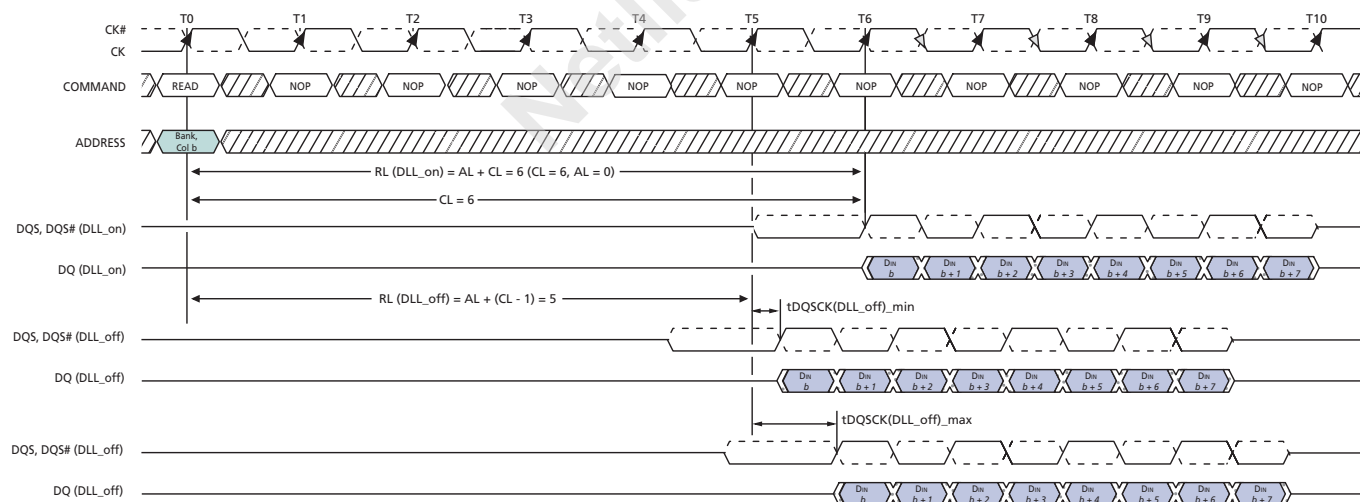 T0 T1 T2 T3 T4 T5 T6 T7 T8 T9 T10
CK#
CK
COMMAND READ NOP NOP NOP NOP NOP NOP NOP NOP NOP NOP
ADDRESS Bank,
Col b
RL (DLL_on) = AL + CL = 6 (CL = 6, AL = 0)
CL = 6
DQS, DQS# (DLL_on)
DQ (DLL_on) DIN b DIN b + 1 DIN b + 2 DIN b + 3 DIN b + 4 DIN b + 5 DIN b + 6 DIN b + 7
RL (DLL_off) = AL + (CL - 1) = 5
tDQSCK(DLL_off)_min
DQS, DQS# (DLL_off)
DQ (DLL_off) DIN b DIN b + 1 DIN b + 2 DIN b + 3 DIN b + 4 DIN b + 5 DIN b + 6 DIN b + 7
tDQSCK(DLL_off)_max
DQS, DQS# (DLL_off)
DQ (DLL_off) DIN b DIN b + 1 DIN b + 2 DIN b + 3 DIN b + 4 DIN b + 5 DIN b + 6 DIN b + 7